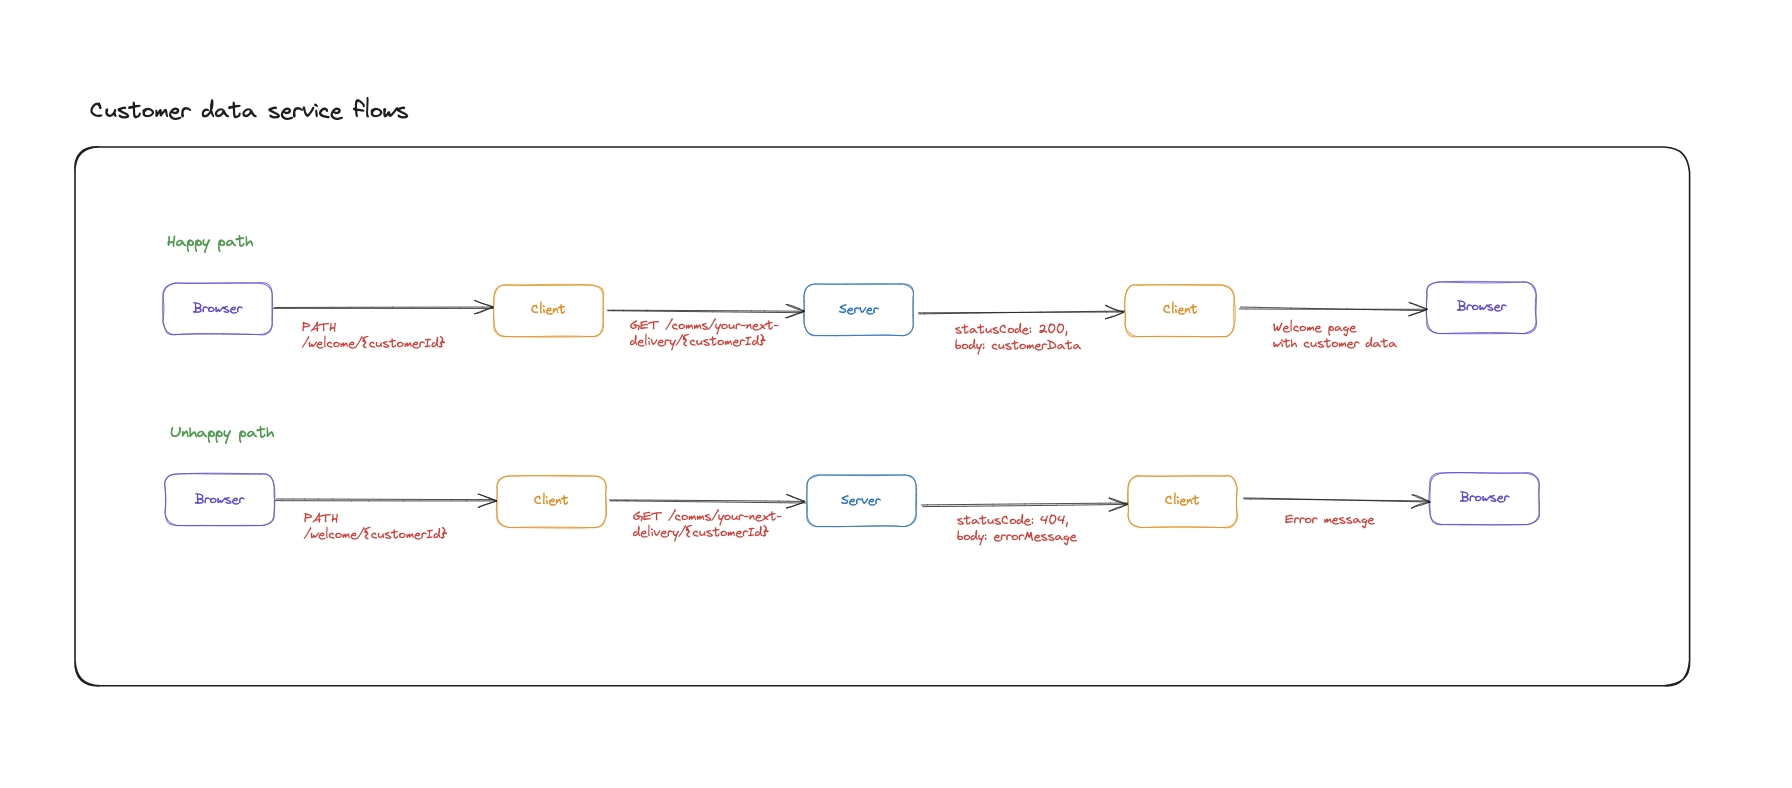 Customer data service flows
Happy path
Browser
PATH
/welcome/{customerId}
Client
GET /comms/your-next-
delivery/{customerId}
Server
statusCode: 200,
body: customerData
Client
Welcome page
with customer data
Browser
Unhappy path
Browser
PATH
/welcome/{customerId}
Client
GET /comms/your-next-
delivery/{customerId}
Server
statusCode: 404,
body: errorMessage
Client
Error message
Browser